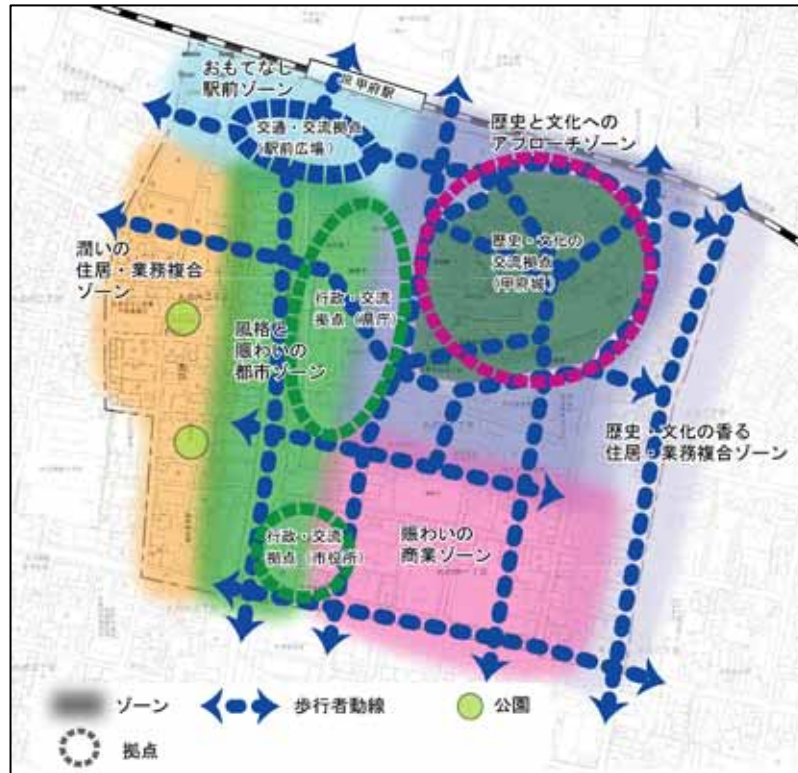 おもてなし
駅前ゾーン
JR 甲府駅
交通・交流拠点
(駅前広場)
歴史と文化への
アプローチゾーン
歴史・文化の
交流拠点
(甲府城)
潤いの
住居・業務複合
ゾーン
行政・交流
拠点（県庁）
風格と
賑わいの
都市ゾーン
歴史・文化の香る
住居・業務複合ゾーン
賑わいの
商業ゾーン
行政・交流
拠点（市役所）
ゾーン
歩行者動線
公園
拠点